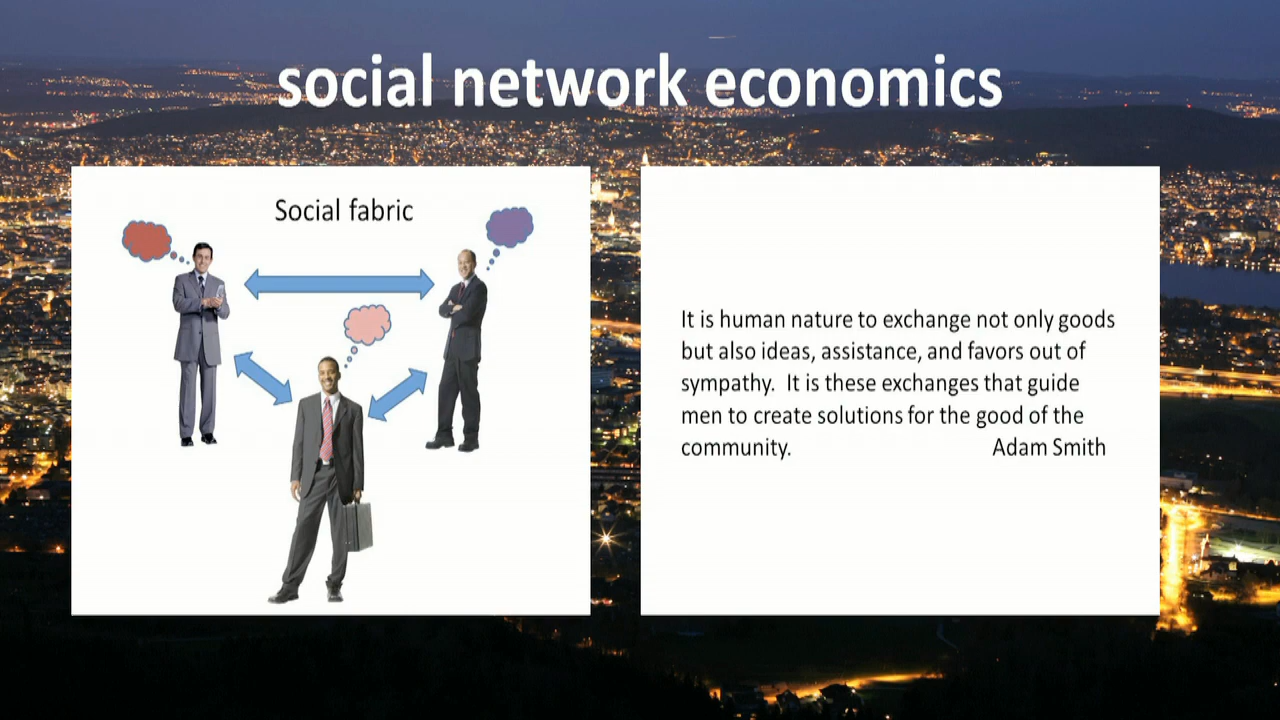 social network economics
Social fabric
It is human nature to exchange not only goods
but also ideas, assistance, and favors out of
sympathy.  It is these exchanges that guide
men to create solutions for the good of the
community. Adam Smith